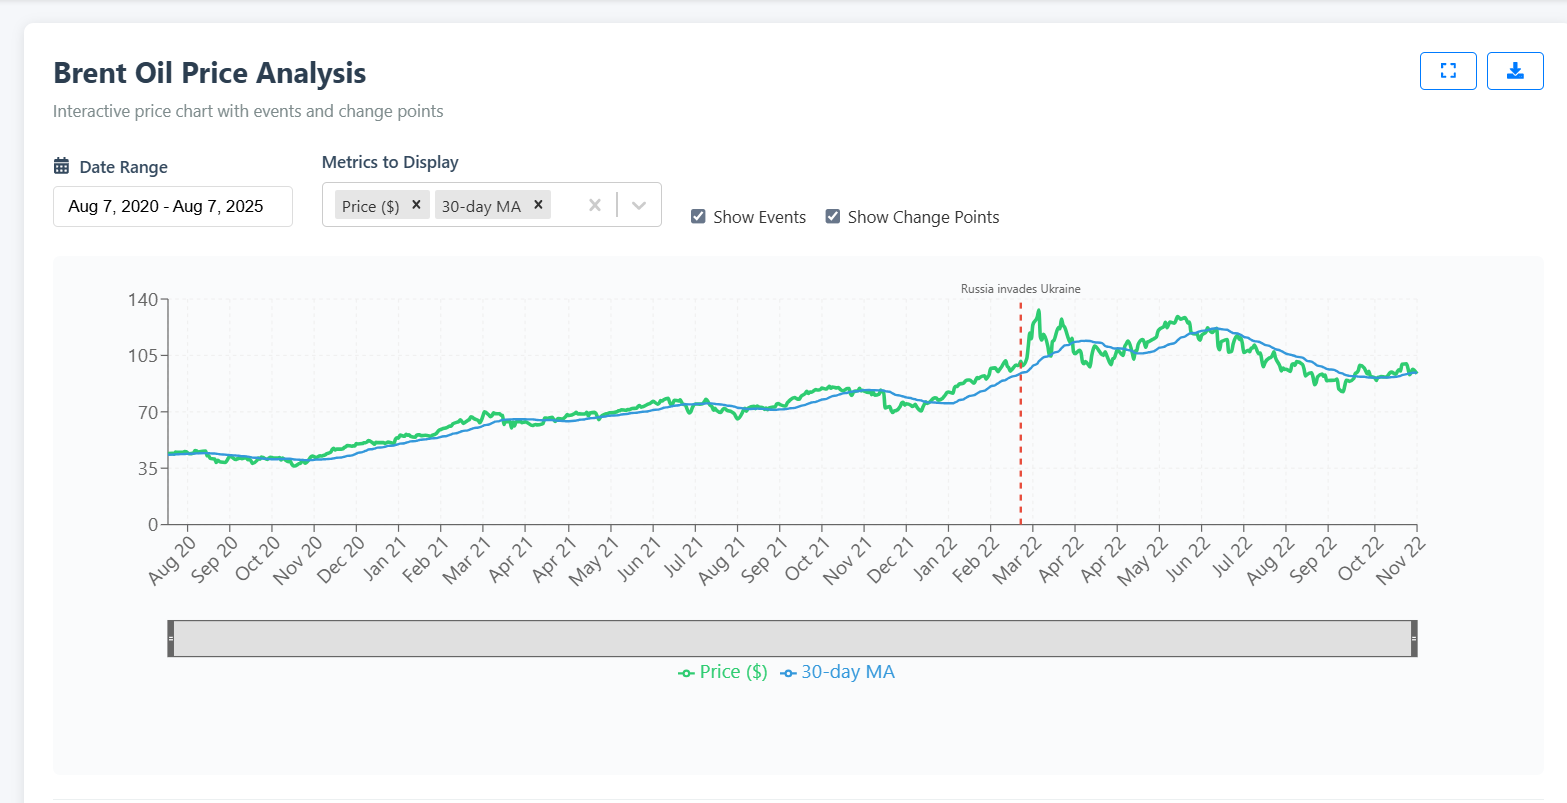 Brent Oil Price Analysis
Interactive price chart with events and change points
Date Range
Aug 7, 2020 - Aug 7, 2025
Metrics to Display
Price ($) × 30-day MA ×
Show Events
Show Change Points
Russia invades Ukraine
140
105
70
35
0
Aug 20 Sep 20 Oct 20 Nov 20 Dec 20 Jan 21 Feb 21 Mar 21 Apr 21 Apr 21 May 21 Jun 21 Jul 21 Aug 21 Sep 21 Oct 21 Nov 21 Dec 21 Jan 22 Feb 22 Mar 22 Apr 22 Apr 22 May 22 Jun 22 Jul 22 Aug 22 Sep 22 Oct 22 Nov 22
Price ($) 30-day MA